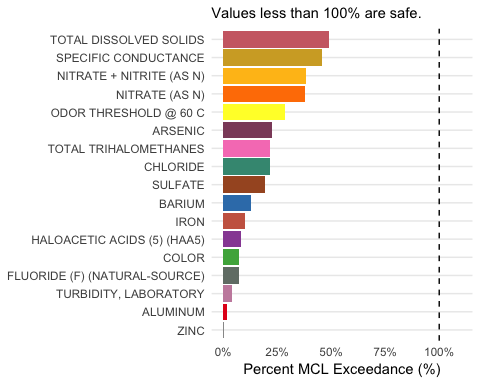 Values less than 100% are safe.
TOTAL DISSOLVED SOLIDS
SPECIFIC CONDUCTANCE
NITRATE + NITRITE (AS N)
NITRATE (AS N)
ODOR THRESHOLD @ 60 C
ARSENIC
TOTAL TRIHALOMETHANES
CHLORIDE
SULFATE
BARIUM
IRON
HALOACETIC ACIDS (5) (HAA5)
COLOR
FLUORIDE (F) (NATURAL-SOURCE)
TURBIDITY, LABORATORY
ALUMINUM
ZINC
0% 25% 50% 75% 100%
Percent MCL Exceedance (%)